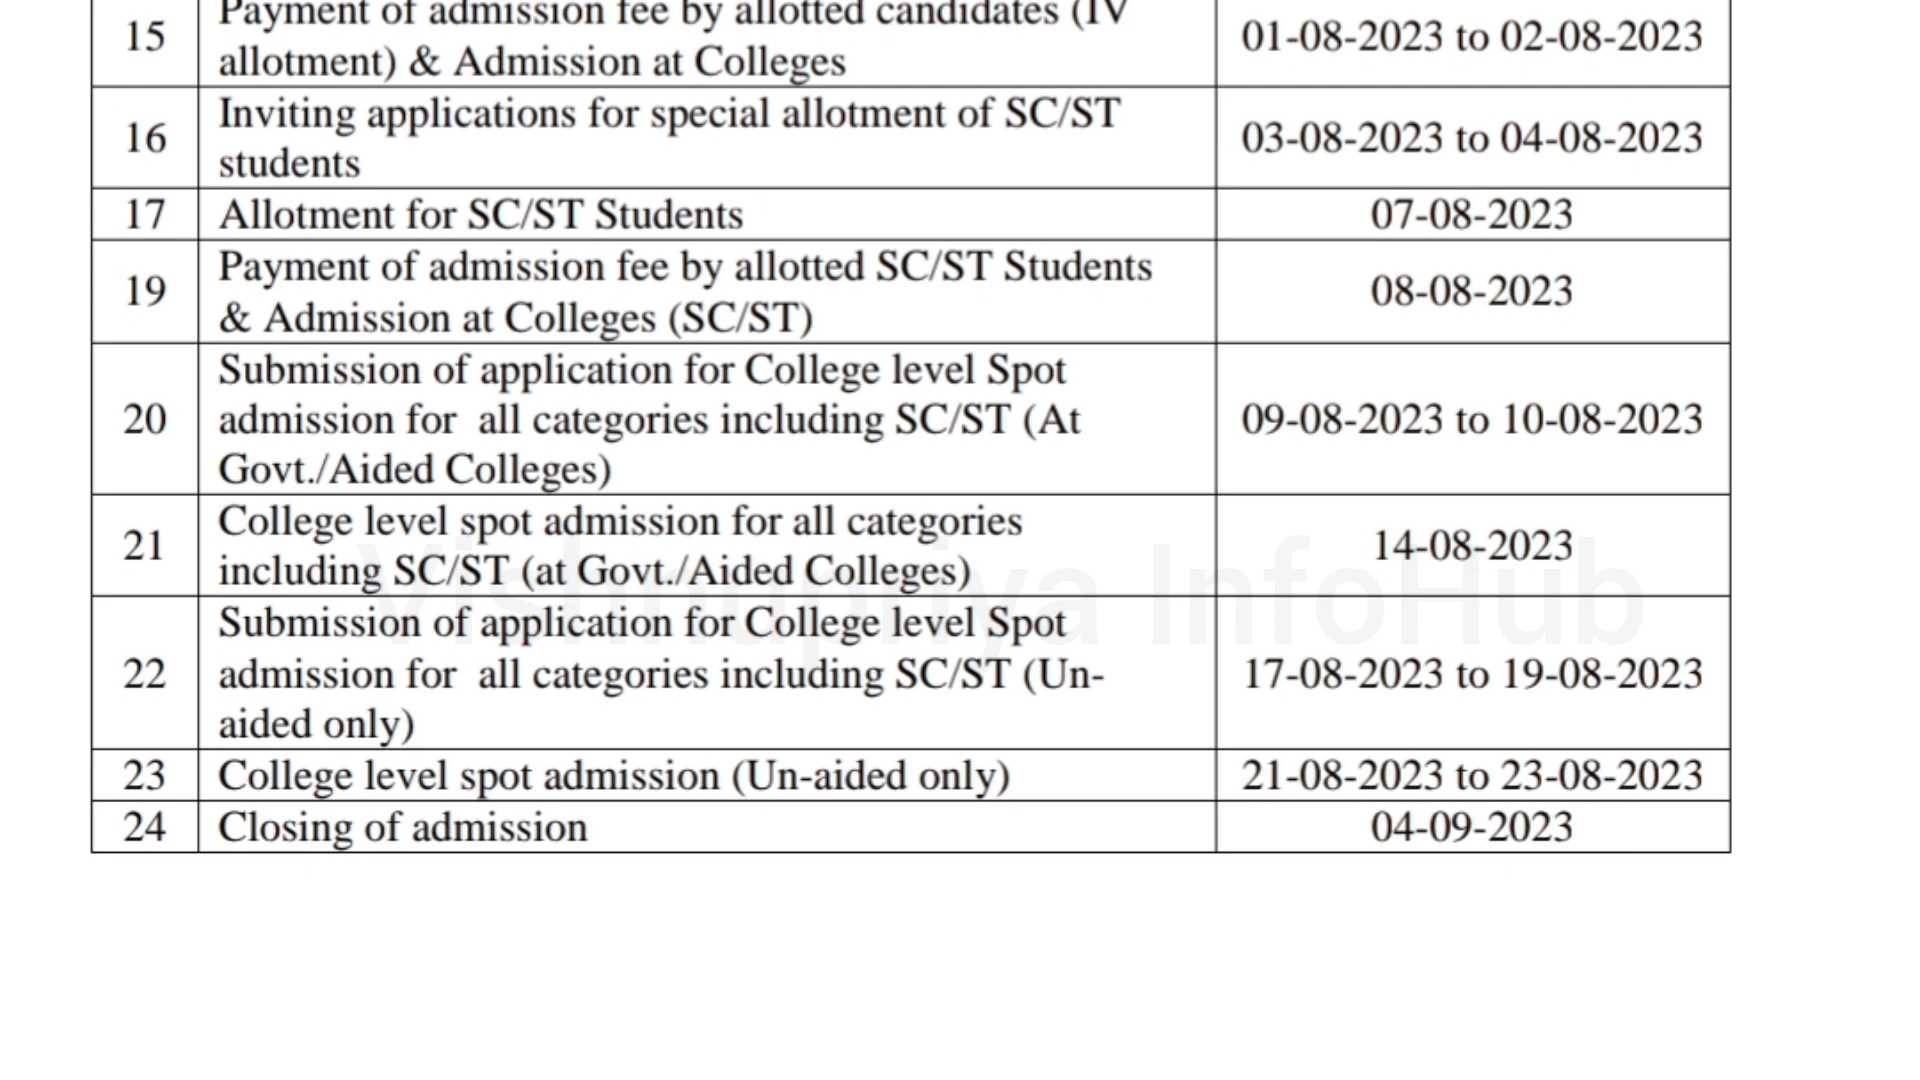 15
Payment of admission fee by allotted candidates (IV
allotment) & Admission at Colleges
01-08-2023 to 02-08-2023
16
Inviting applications for special allotment of SC/ST
students
03-08-2023 to 04-08-2023
17
Allotment for SC/ST Students
07-08-2023
19
Payment of admission fee by allotted SC/ST Students
& Admission at Colleges (SC/ST)
08-08-2023
20
Submission of application for College level Spot
admission for all categories including SC/ST (At
Govt./Aided Colleges)
09-08-2023 to 10-08-2023
21
College level spot admission for all categories
including SC/ST (at Govt./Aided Colleges)
14-08-2023
Vishnupriya InfoHub
22
Submission of application for College level Spot
admission for all categories including SC/ST (Un-
aided only)
17-08-2023 to 19-08-2023
23
College level spot admission (Un-aided only)
21-08-2023 to 23-08-2023
24
Closing of admission
04-09-2023